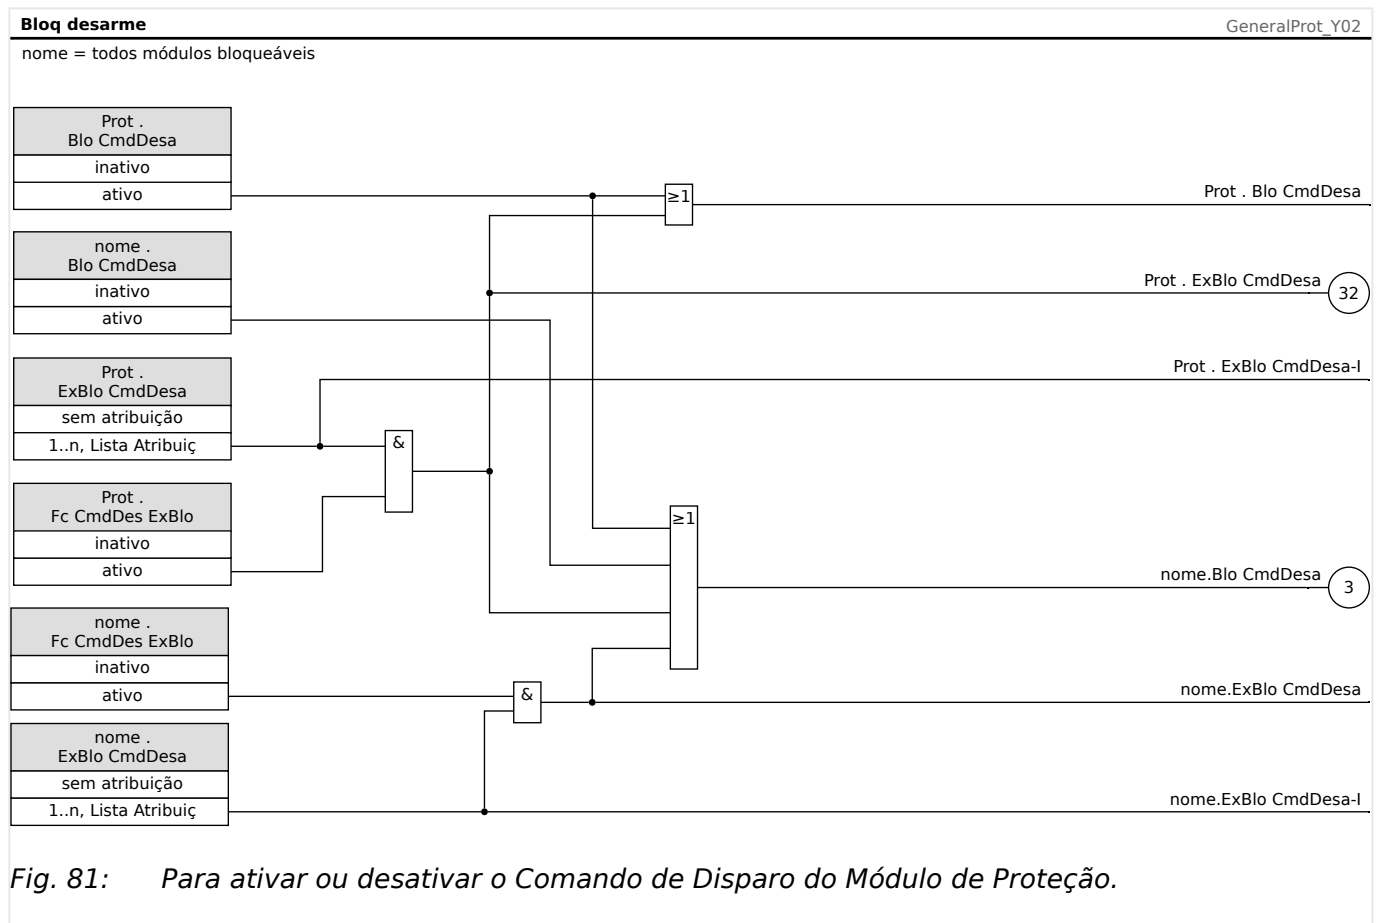 Bloq desarme
GeneralProt_Y02
nome = todos módulos bloqueáveis
Prot .
Blo CmdDesa
inativo
ativo
≥1
Prot . Blo CmdDesa
nome .
Blo CmdDesa
inativo
ativo
Prot . ExBlo CmdDesa
32
Prot .
ExBlo CmdDesa
sem atribuição
1..n, Lista Atribuiç
&
Prot . ExBlo CmdDesa-I
Prot .
Fc CmdDes ExBlo
inativo
ativo
≥1
nome.Blo CmdDesa
3
nome .
Fc CmdDes ExBlo
inativo
ativo
&
nome.ExBlo CmdDesa
nome .
ExBlo CmdDesa
sem atribuição
1..n, Lista Atribuiç
nome.ExBlo CmdDesa-I
Fig. 81: Para ativar ou desativar o Comando de Disparo do Módulo de Proteção.